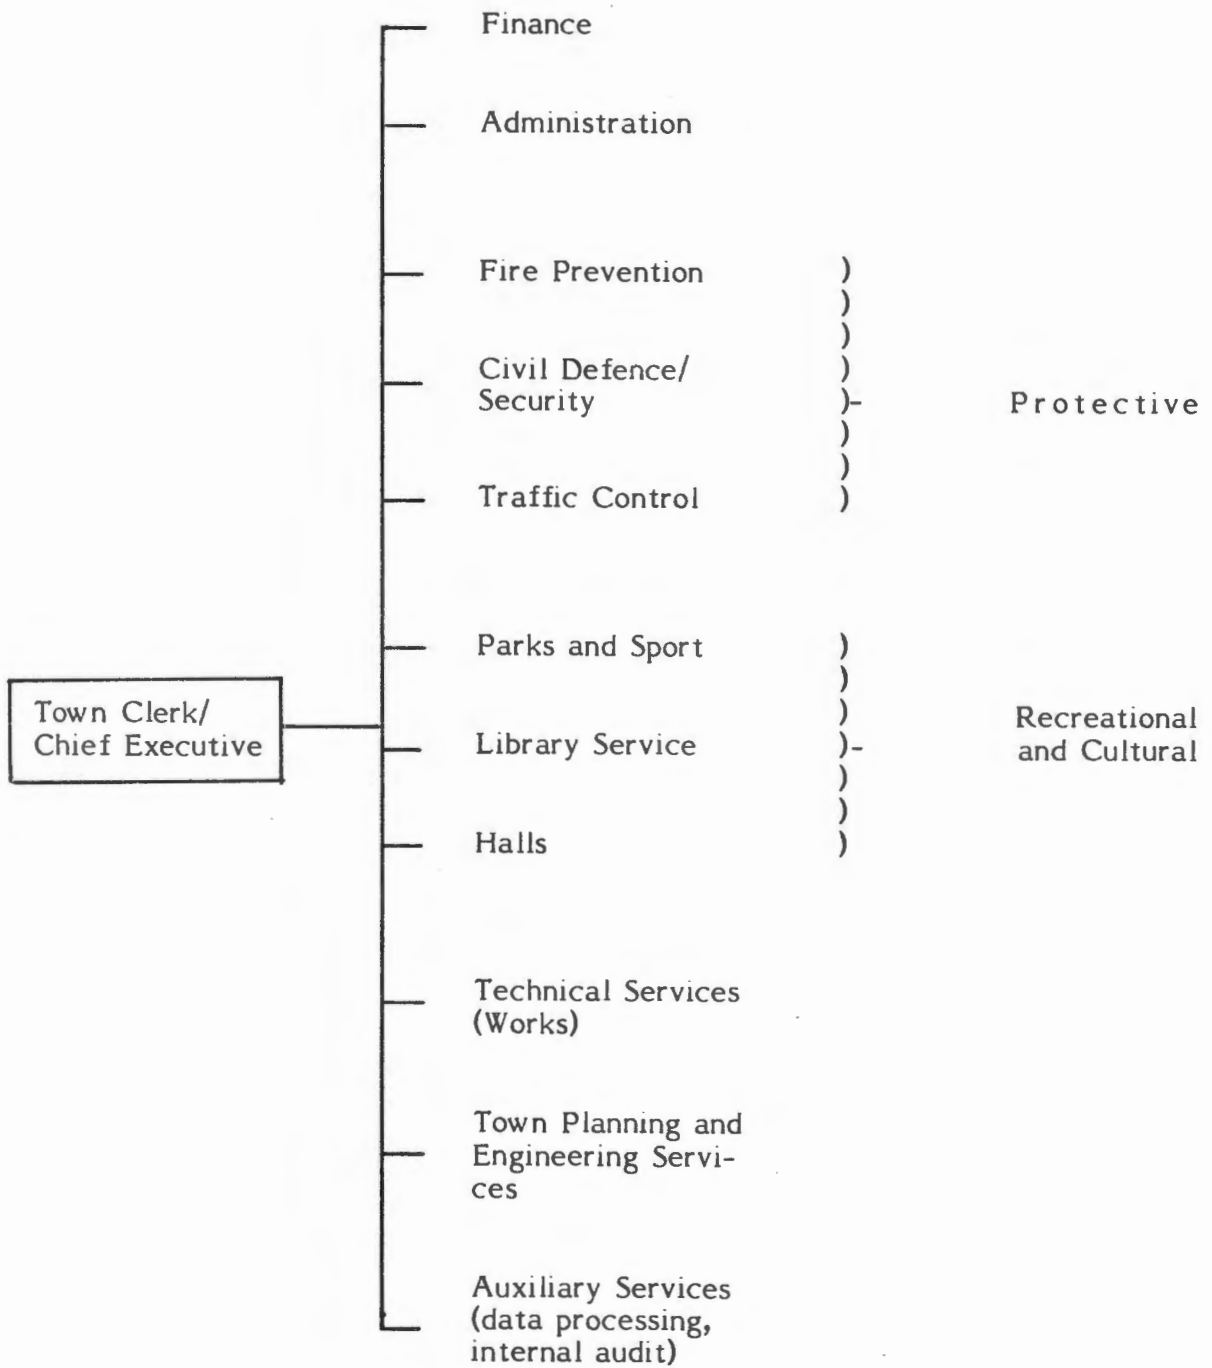 Finance
Administration
Fire Prevention )
)
)
Civil Defence/ )
Security )- Protective
)
)
Traffic Control )
Parks and Sport )
)
Town Clerk/ ) Recreational
Chief Executive Library Service )- and Cultural
)
)
Halls )
Technical Services
(Works)
Town Planning and
Engineering Servi-
ces
Auxiliary Services
(data processing,
internal audit)